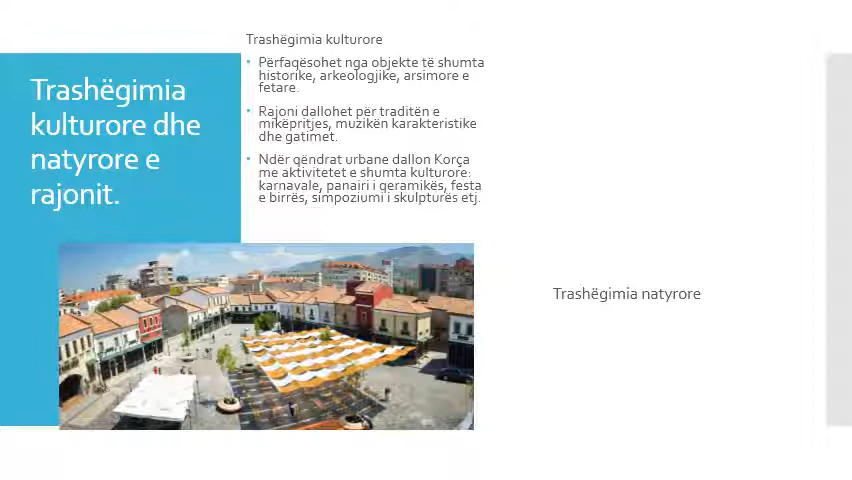 Trashëgimia
kulturore dhe
natyrore e
rajonit.
Trashëgimia kulturore
• Përfaqësohet nga objekte të shumta
historike, arkeologjike, arsimore e
fetare.
• Rajoni dallohet për traditën e
mikëpritjes, muzikën karakteristike
dhe gatimet.
• Ndër qëndrat urbane dallon Korça
me aktivitetet e shumta kulturore:
karnavale, panairi i qeramikës, festa
e birrës, simpoziumi i skulpturës etj.
Trashëgimia natyrore